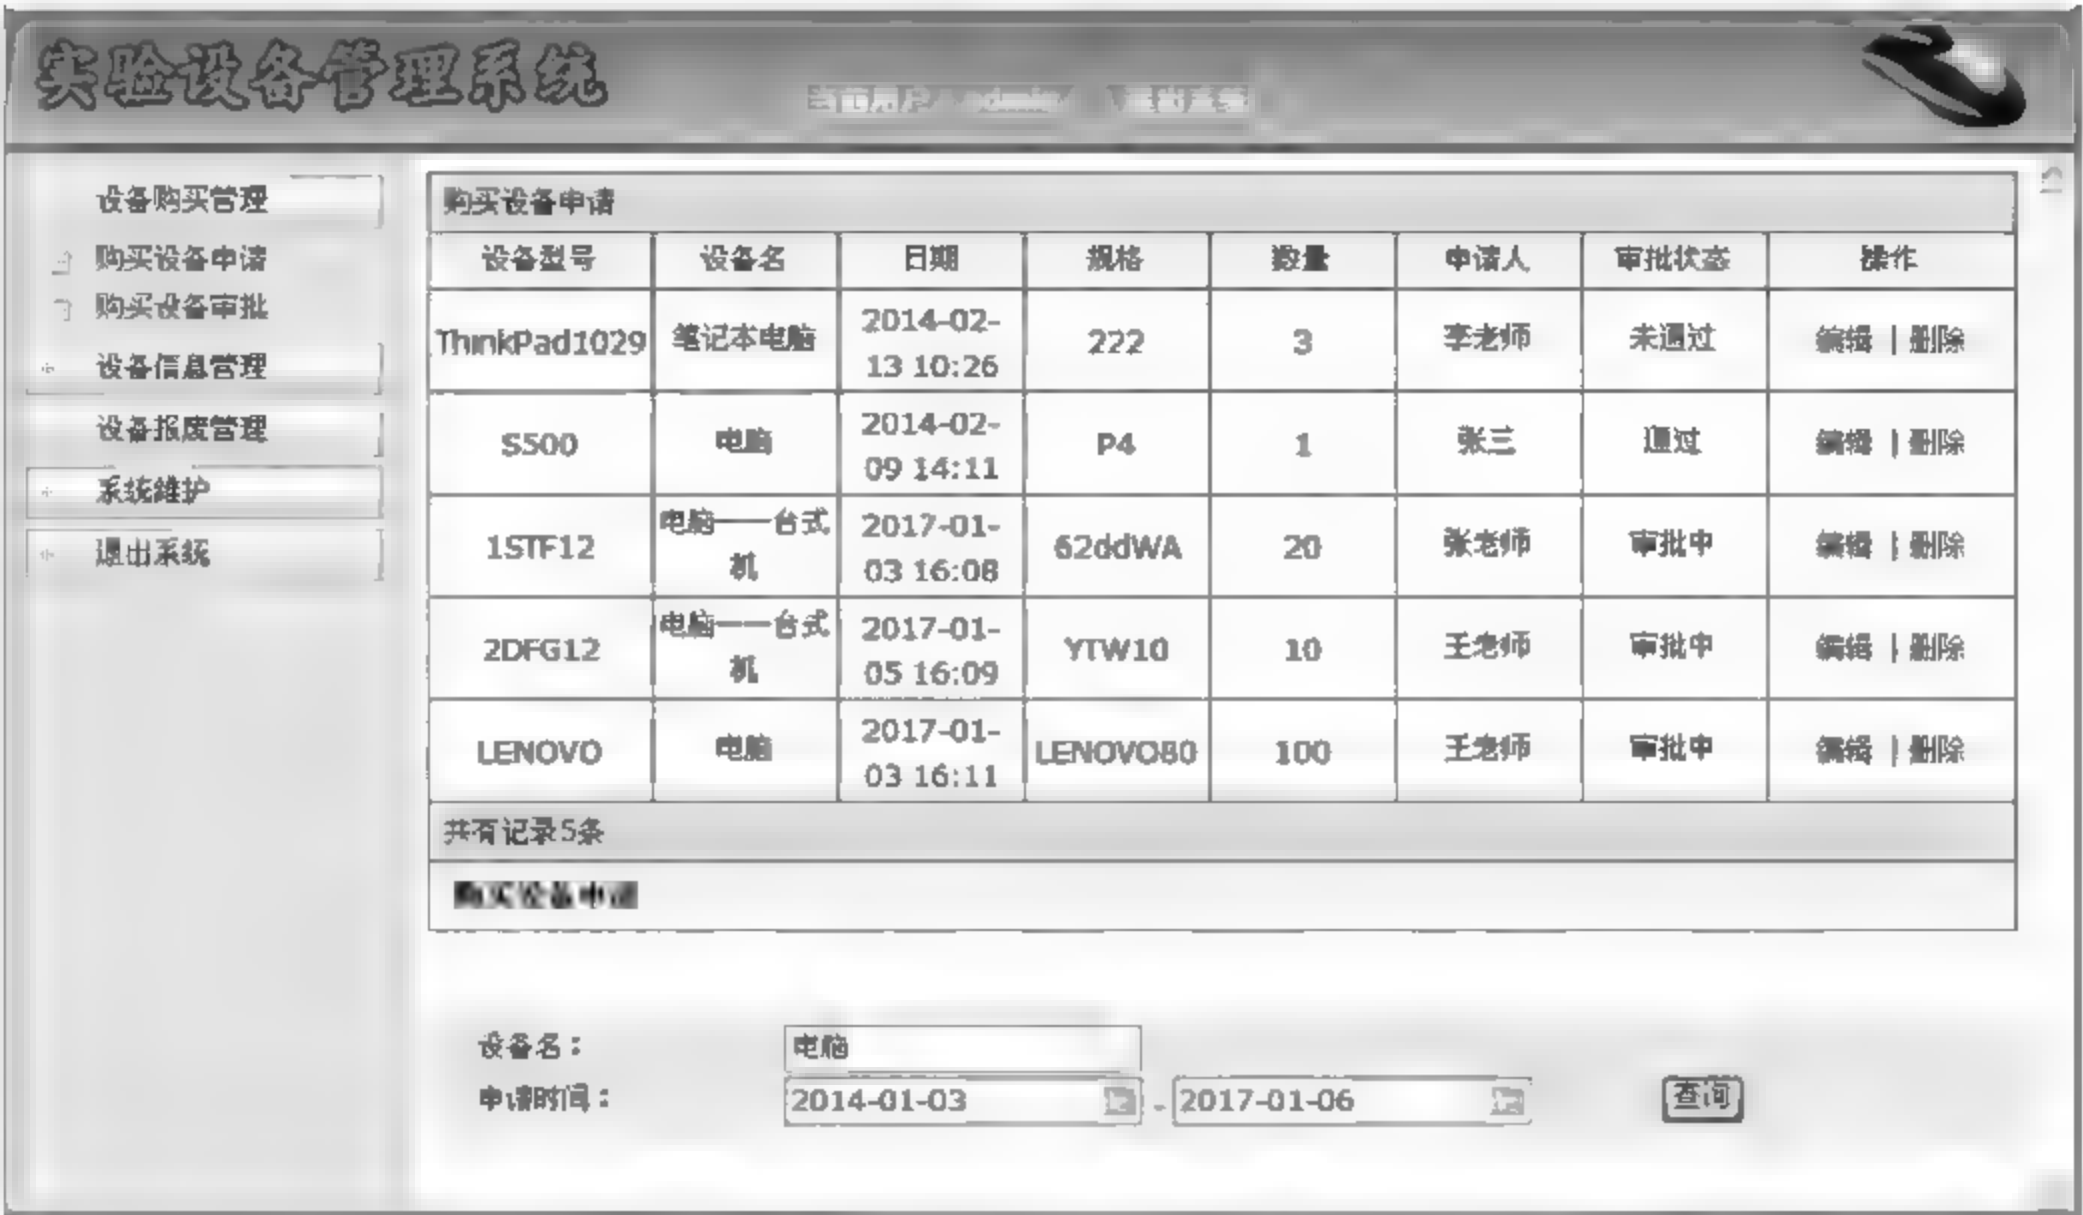 实验设备管理系统
当前用户：admin 退出系统
设备购买管理
购买设备申请
购买设备审批
设备信息管理
设备报废管理
系统维护
退出系统
购买设备申请
设备型号 设备名 日期 规格 数量 申请人 审批状态 操作
ThinkPad1029 笔记本电脑 2014-02-13 10:26 222 3 李老师 未通过 编辑 | 删除
S500 电脑 2014-02-09 14:11 P4 1 张三 通过 编辑 | 删除
1STF12 电脑——台式机 2017-01-03 16:08 62ddWA 20 张老师 审批中 编辑 | 删除
2DFG12 电脑——台式机 2017-01-05 16:09 YTW10 10 王老师 审批中 编辑 | 删除
LENOVO 电脑 2017-01-03 16:11 LENOVO80 100 王老师 审批中 编辑 | 删除
共有记录5条
购买设备申请
设备名： 电脑
申请时间： 2014-01-03 - 2017-01-06 查询